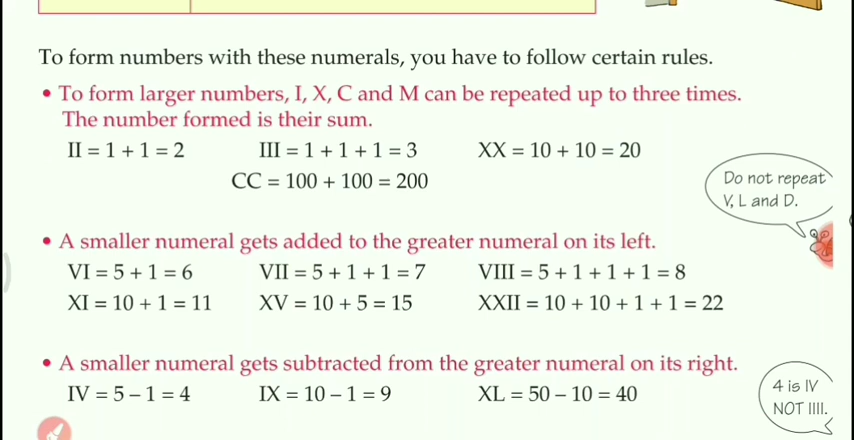 To form numbers with these numerals, you have to follow certain rules.
• To form larger numbers, I, X, C and M can be repeated up to three times.
The number formed is their sum.
II = 1 + 1 = 2 III = 1 + 1 + 1 = 3 XX = 10 + 10 = 20
CC = 100 + 100 = 200
Do not repeat
V, L and D.
• A smaller numeral gets added to the greater numeral on its left.
VI = 5 + 1 = 6 VII = 5 + 1 + 1 = 7 VIII = 5 + 1 + 1 + 1 = 8
XI = 10 + 1 = 11 XV = 10 + 5 = 15 XXII = 10 + 10 + 1 + 1 = 22
• A smaller numeral gets subtracted from the greater numeral on its right.
IV = 5 – 1 = 4 IX = 10 – 1 = 9 XL = 50 – 10 = 40
4 is IV
NOT IIII.